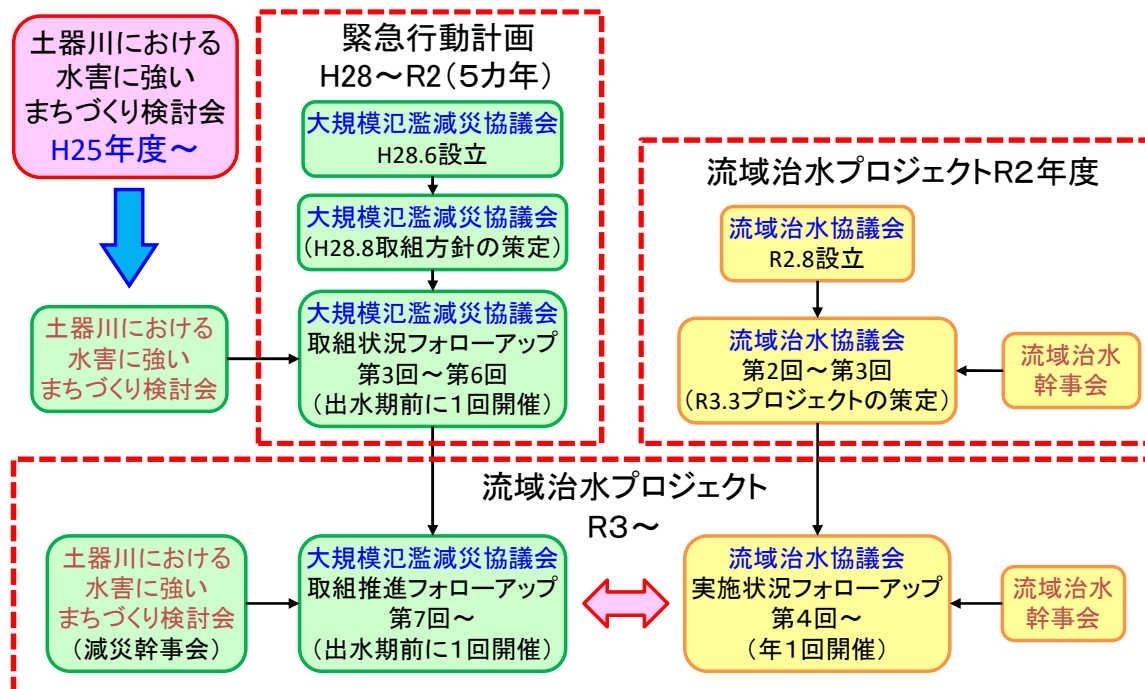 土器川における
水害に強い
まちづくり検討会
H25年度～
緊急行動計画
H28～R2（5カ年）
大規模氾濫減災協議会
H28.6設立
大規模氾濫減災協議会
（H28.8取組方針の策定）
土器川における
水害に強い
まちづくり検討会
大規模氾濫減災協議会
取組状況フォローアップ
第3回～第6回
（出水期前に１回開催）
流域治水プロジェクトR２年度
流域治水協議会
R2.8設立
流域治水協議会
第２回～第３回
（R3.3プロジェクトの策定）
流域治水
幹事会
流域治水プロジェクト
R３～
土器川における
水害に強い
まちづくり検討会
（減災幹事会）
大規模氾濫減災協議会
取組推進フォローアップ
第7回～
（出水期前に１回開催）
流域治水協議会
実施状況フォローアップ
第４回～
（年１回開催）
流域治水
幹事会